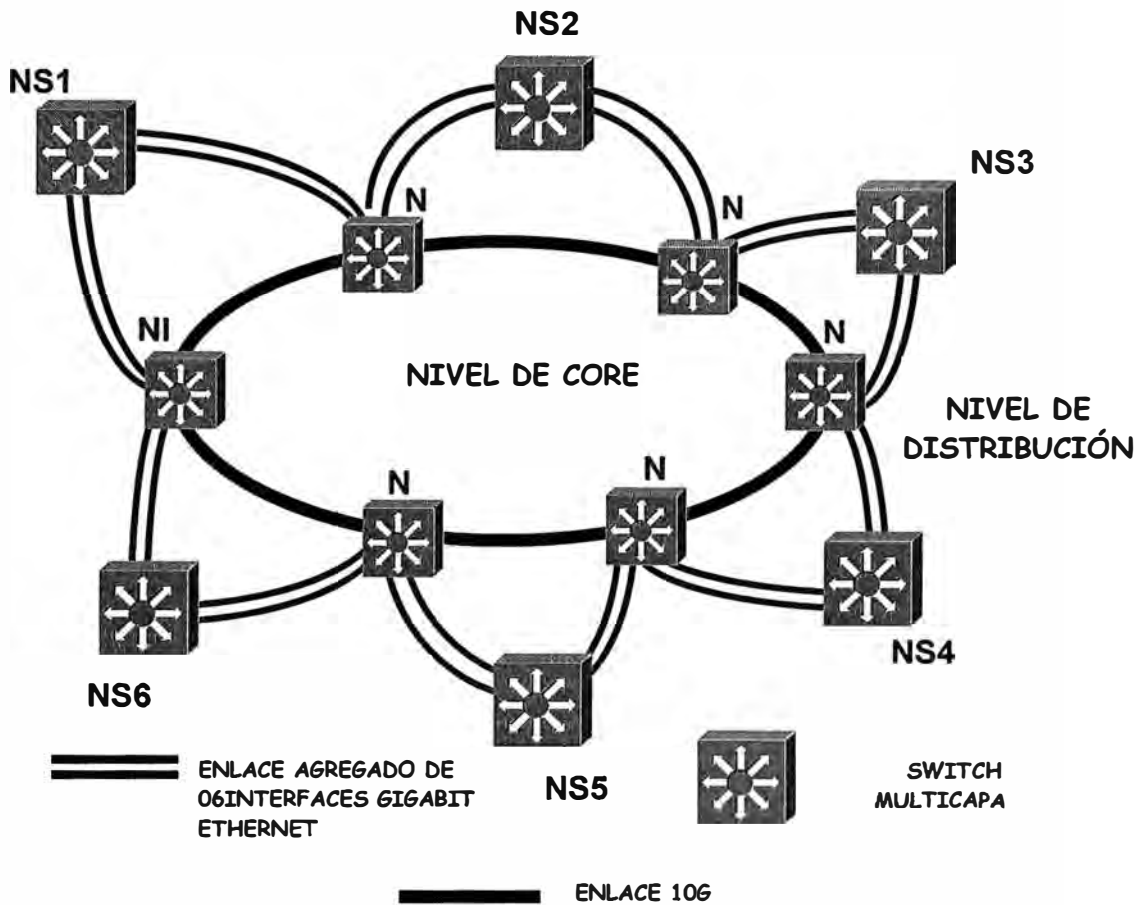 NS2
NS1
NS3
N
N
NI
N
NIVEL DE CORE
NIVEL DE
DISTRIBUCIÓN
N
N
NS4
NS6
NS5
ENLACE AGREGADO DE
06INTERFACES GIGABIT
ETHERNET
SWITCH
MULTICAPA
ENLACE 10G